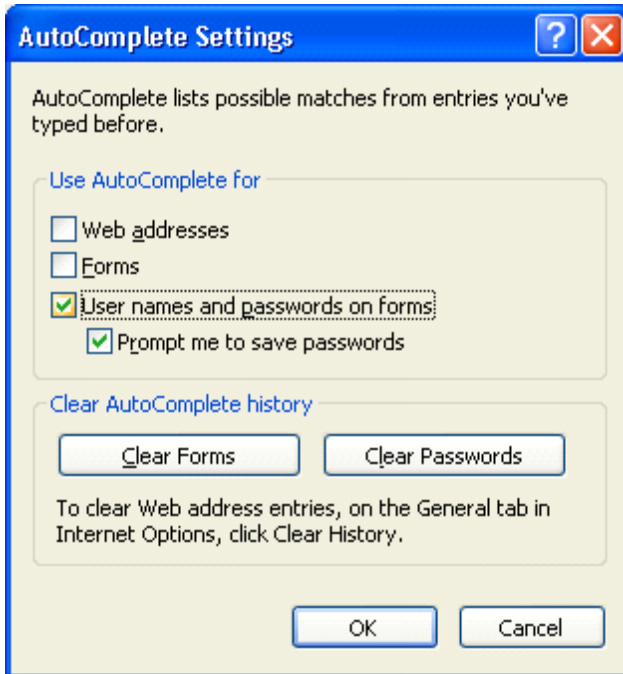 AutoComplete Settings
AutoComplete lists possible matches from entries you've
typed before.
Use AutoComplete for
Web addresses
Forms
User names and passwords on forms
Prompt me to save passwords
Clear AutoComplete history
Clear Forms
Clear Passwords
To clear Web address entries, on the General tab in
Internet Options, click Clear History.
OK
Cancel